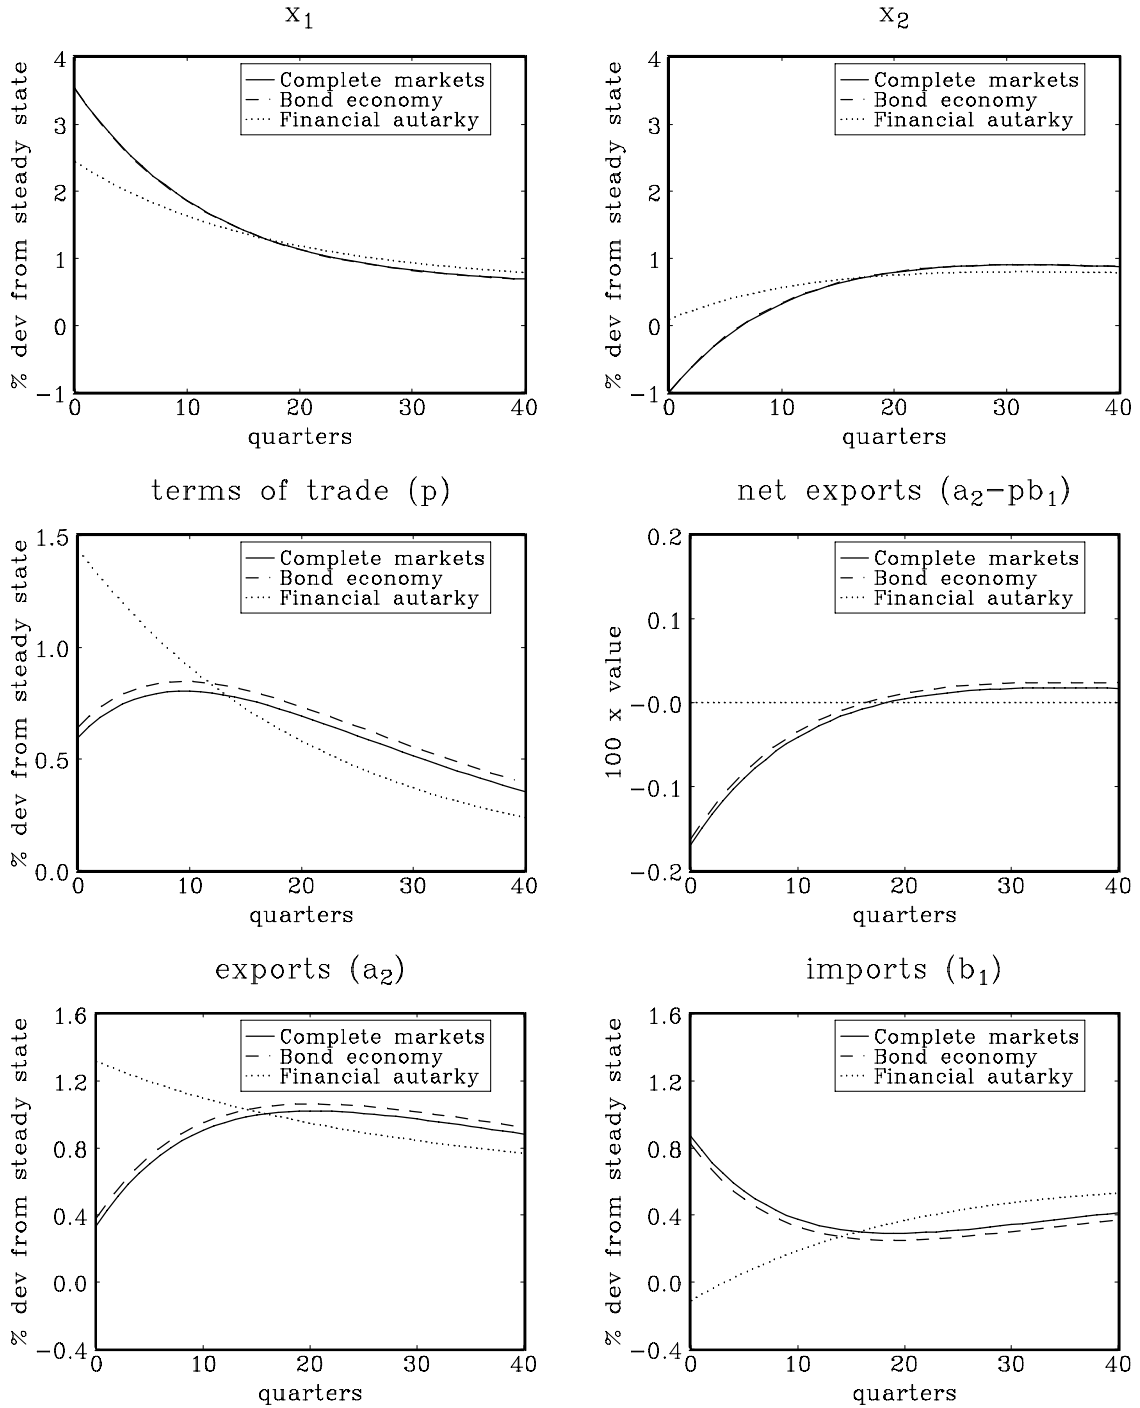 x₁
% dev from steady state
4
3
2
1
0
−1
Complete markets
Bond economy
Financial autarky
0 10 20 30 40
quarters
x₂
% dev from steady state
4
3
2
1
0
−1
Complete markets
Bond economy
Financial autarky
0 10 20 30 40
quarters
terms of trade (p)
% dev from steady state
1.5
1.0
0.5
0.0
Complete markets
Bond economy
Financial autarky
0 10 20 30 40
quarters
net exports (a₂−pb₁)
100 x value
0.2
0.1
−0.0
−0.1
−0.2
Complete markets
Bond economy
Financial autarky
0 10 20 30 40
quarters
exports (a₂)
% dev from steady state
1.6
1.2
0.8
0.4
0.0
−0.4
Complete markets
Bond economy
Financial autarky
0 10 20 30 40
quarters
imports (b₁)
% dev from steady state
1.6
1.2
0.8
0.4
0.0
−0.4
Complete markets
Bond economy
Financial autarky
0 10 20 30 40
quarters